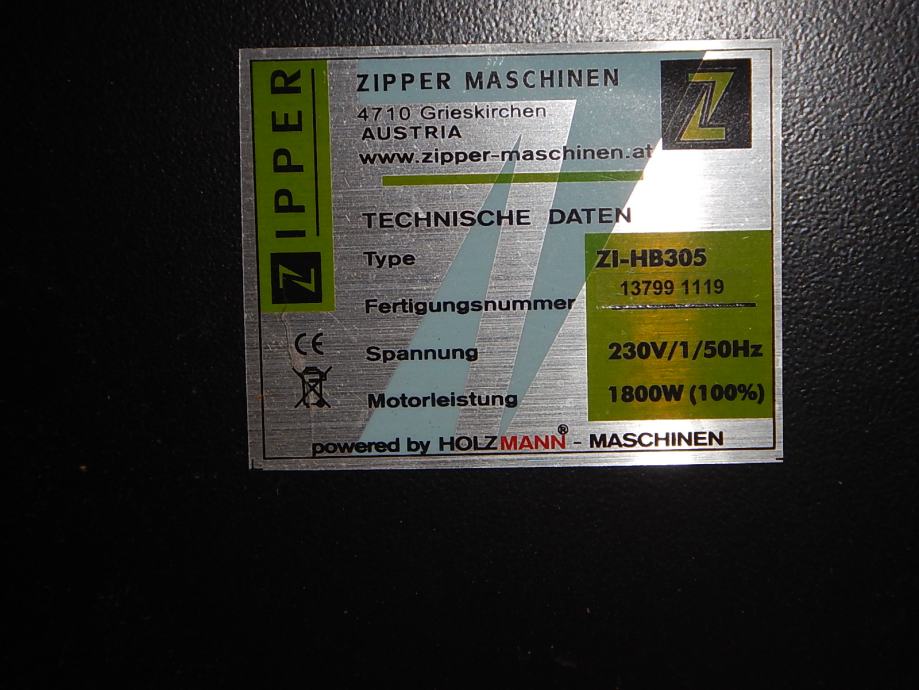 ZIPPER
ZIPPER MASCHINEN
4710 Grieskirchen
AUSTRIA
www.zipper-maschinen.at
Z
TECHNISCHE DATEN
Type ZI-HB305
Fertigungsnummer 13799 1119
Spannung 230V/1/50Hz
Motorleistung 1800W (100%)
CE
powered by HOLZMANN® - MASCHINEN